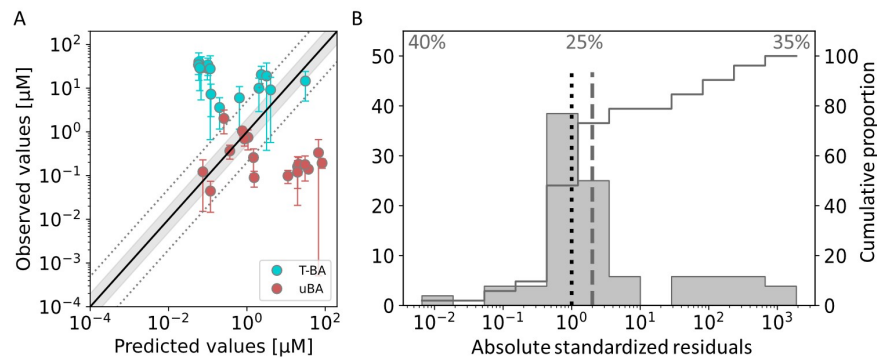 A
Observed values [μM]
10²
10¹
10⁰
10⁻¹
10⁻²
10⁻³
10⁻⁴
T-BA
uBA
10⁻⁴ 10⁻² 10⁰ 10²
Predicted values [μM]
B
40% 25% 35%
50
40
30
20
10
0
100
80
60
40
20
0
Cumulative proportion
10⁻² 10⁻¹ 10⁰ 10¹ 10² 10³
Absolute standardized residuals